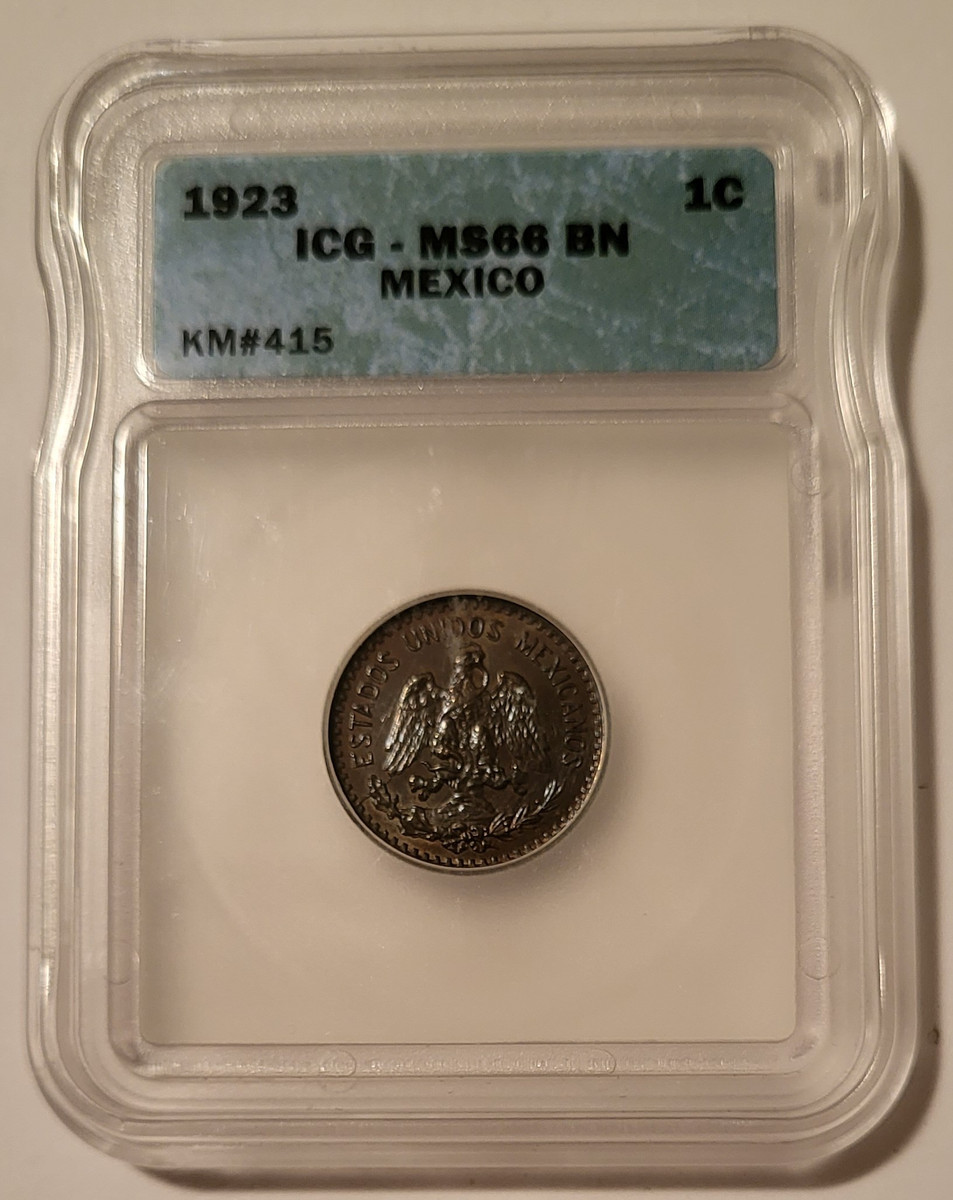 1923 1C
ICG - MS66 BN
MEXICO
KM#415
ESTADOS UNIDOS MEXICANOS